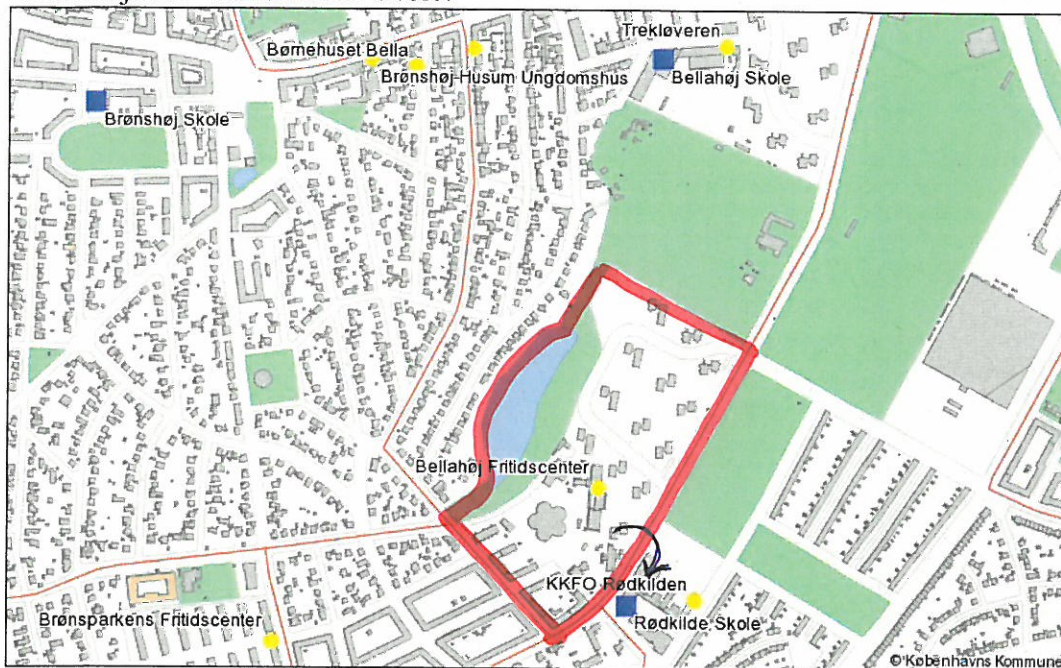 Børnehuset Bella
Brønshøj-Husum Ungdomshus
Trekløveren
Bellahøj Skole
Brønshøj Skole
Bellahøj Fritidscenter
KKFO Rødkilden
Rødkilde Skole
Brønsparkens Fritidscenter
©Københavns Kommune